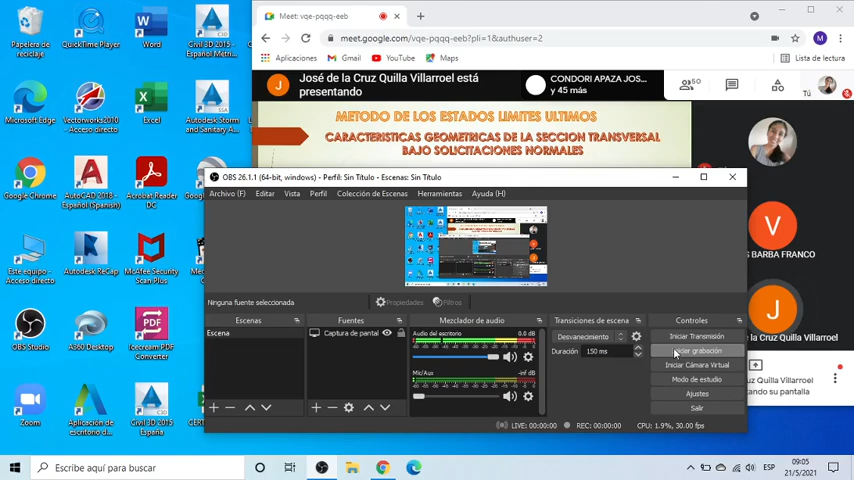 Papelera de reciclaje
QuickTime Player
Word
Civil 3D 2015 - Español Métri...
Microsoft Edge
Vectorworks2010 - Acceso directo
Excel
Autodesk Storm and Sanitary A...
Google Chrome
AutoCAD 2018 - Español (Spanish)
Acrobat Reader DC
Este equipo - Acceso directo
Autodesk ReCap
McAfee Security Scan Plus
OBS Studio
A360 Desktop
Icecream PDF Converter
Zoom
Aplicación de escritorio d...
Civil 3D 2015 España
Meet: vqe-pqqq-eeb
meet.google.com/vqe-pqqq-eeb?pli=1&authuser=2
Aplicaciones
Gmail
YouTube
Maps
Lista de lectura
M
J
José de la Cruz Quilla Villarroel está presentando
CONDORI APAZA JOS...
y 45 más
Tú
METODO DE LOS ESTADOS LIMITES ULTIMOS
CARACTERISTICAS GEOMETRICAS DE LA SECCION TRANSVERSAL
BAJO SOLICITACIONES NORMALES
OBS 26.1.1 (64-bit, windows) - Perfil: Sin Título - Escenas: Sin Título
Archivo (F)
Editar
Vista
Perfil
Colección de Escenas
Herramientas
Ayuda (H)
Ninguna fuente seleccionada
Propiedades
Filtros
Escenas
Fuentes
Mezclador de audio
Transiciones de escena
Controles
Escena
Captura de pantal
Audio del escritorio
0.0 dB
Mic/Aux
-inf dB
Desvanecimiento
Duración
150 ms
Iniciar Transmisión
grabación
Iniciar Cámara Virtual
Modo de estudio
Ajustes
Salir
LIVE: 00:00:00
REC: 00:00:00
CPU: 1.9%, 30.00 fps
V
S BARBA FRANCO
J
e la Cruz Quilla Villarroel
uz Quilla Villarroel
ando su pantalla
Escribe aquí para buscar
ESP
09:05
21/5/2021